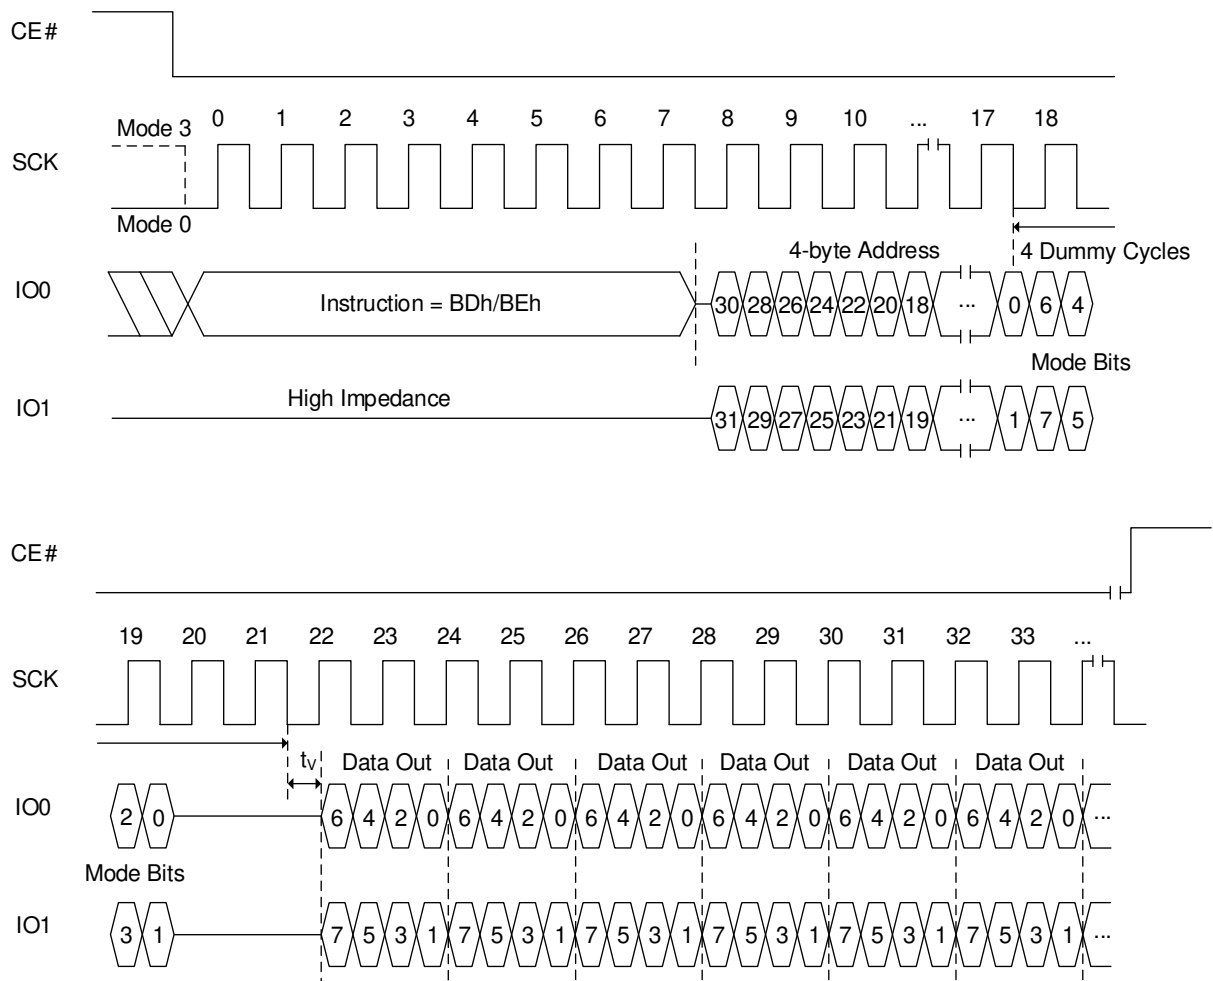 CE#
0 1 2 3 4 5 6 7 8 9 10 ... 17 18
Mode 3
SCK
Mode 0
4-byte Address 4 Dummy Cycles
IO0 Instruction = BDh/BEh 30 28 26 24 22 20 18 ... 0 6 4
Mode Bits
IO1 High Impedance 31 29 27 25 23 21 19 ... 1 7 5
CE#
19 20 21 22 23 24 25 26 27 28 29 30 31 32 33 ...
SCK
tV Data Out Data Out Data Out Data Out Data Out Data Out
IO0 2 0 6 4 2 0 6 4 2 0 6 4 2 0 6 4 2 0 6 4 2 0 6 4 2 0 ...
Mode Bits
IO1 3 1 7 5 3 1 7 5 3 1 7 5 3 1 7 5 3 1 7 5 3 1 7 5 3 1 ...